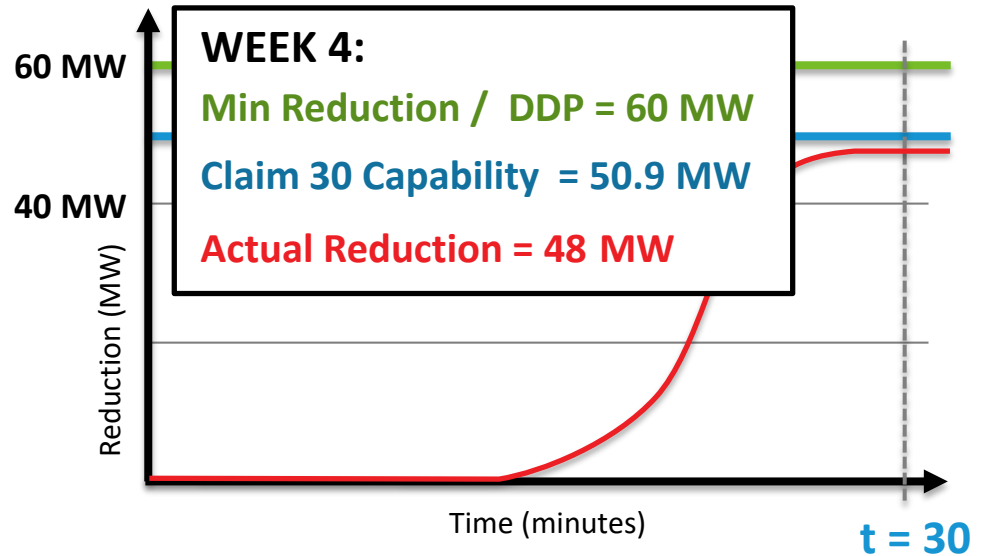 WEEK 4:
60 MW
Min Reduction / DDP = 60 MW
Claim 30 Capability = 50.9 MW
40 MW
Actual Reduction = 48 MW
Reduction (MW)
Time (minutes)
t = 30